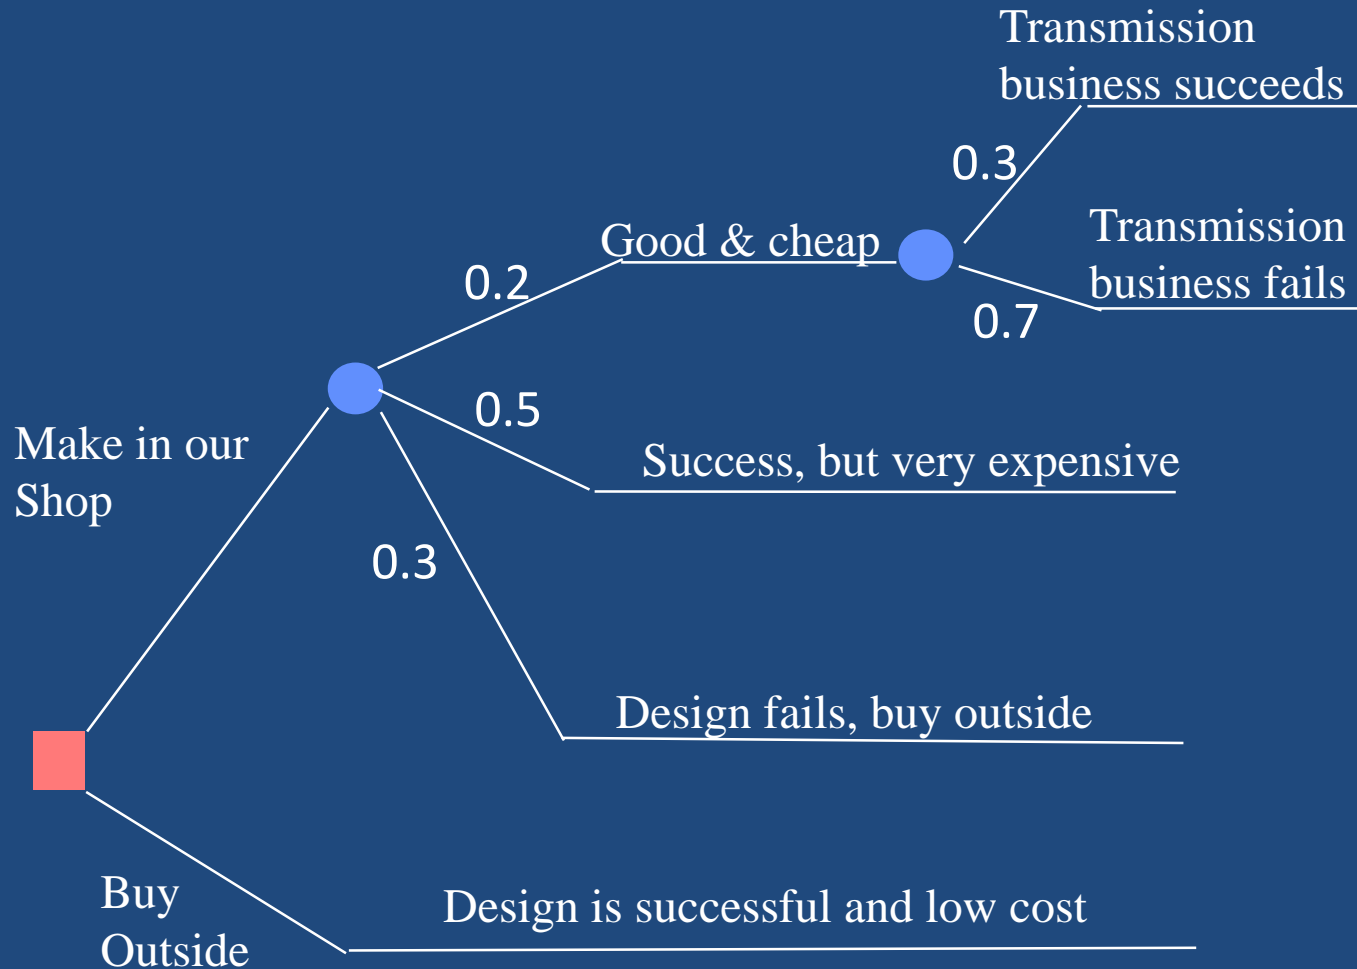 Transmission
business succeeds
0.3
Transmission
business fails
Good & cheap
0.2
0.7
0.5
Make in our
Shop
Success, but very expensive
0.3
Design fails, buy outside
Buy
Outside
Design is successful and low cost